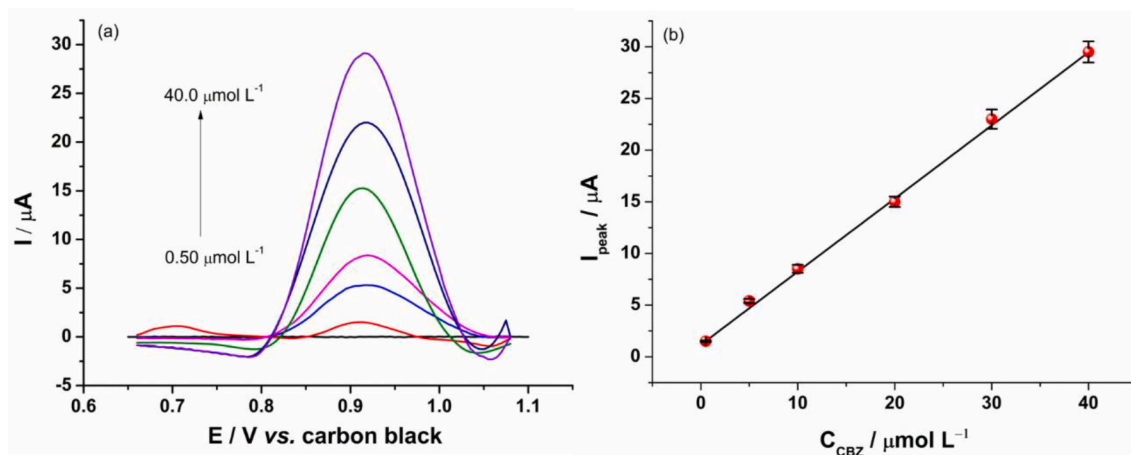 (a)
30
25
20
15
10
5
0
-5
I / μA
40.0 μmol L⁻¹
0.50 μmol L⁻¹
0.6 0.7 0.8 0.9 1.0 1.1
E / V vs. carbon black
(b)
30
25
20
15
10
5
0
I_peak / μA
0 10 20 30 40
C_CBZ / μmol L⁻¹